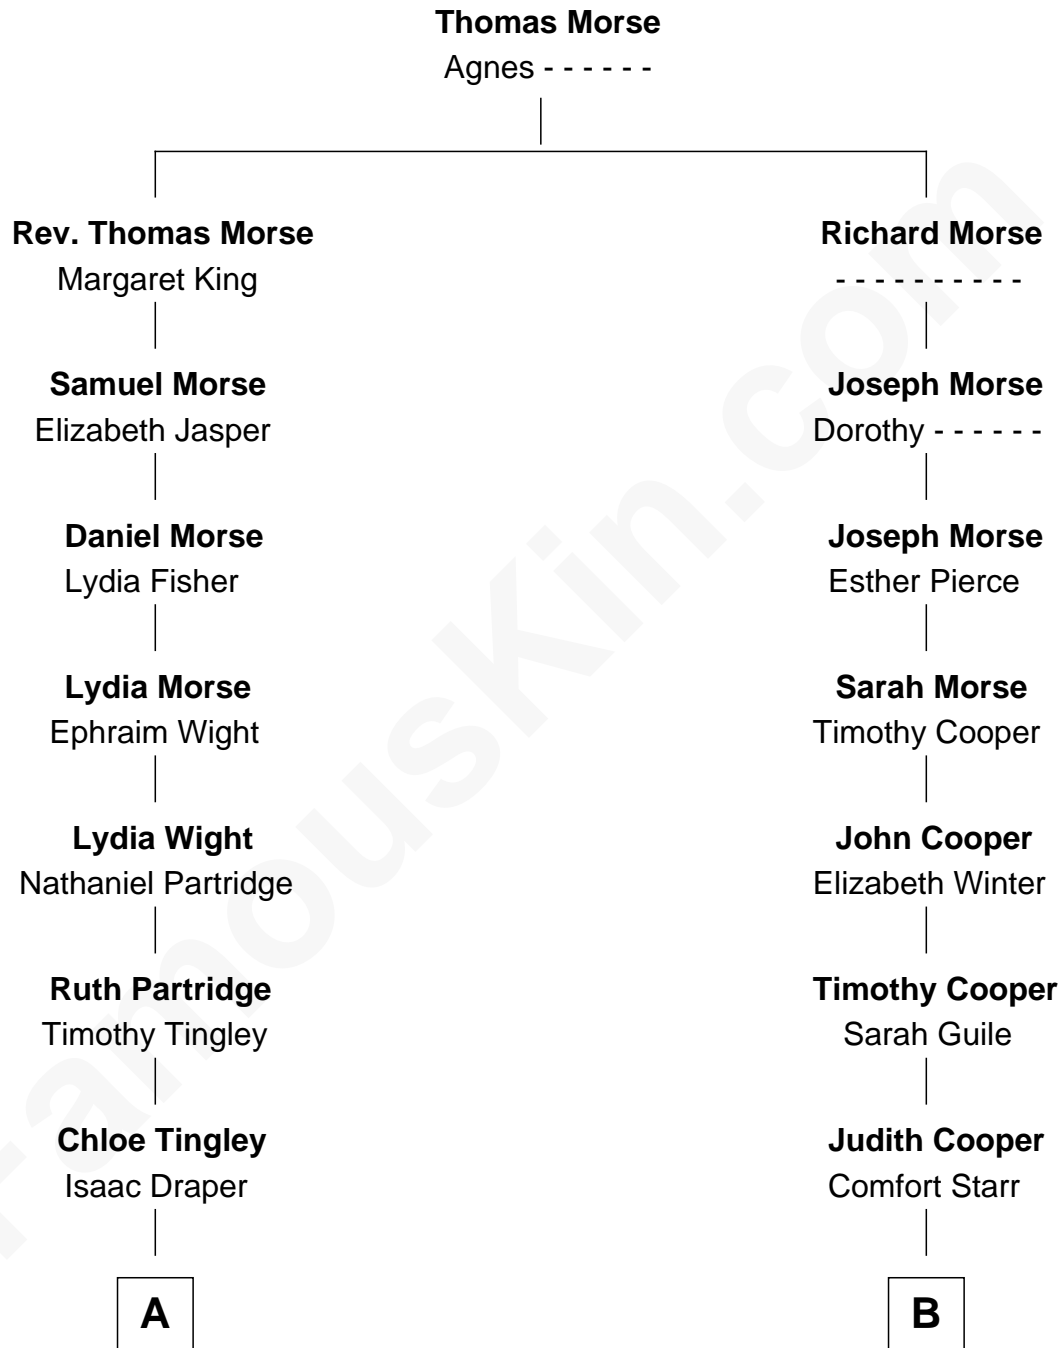 Thomas Morse
Agnes - - - - - -
Rev. Thomas Morse
Margaret King
Richard Morse
- - - - - - - - - -
Samuel Morse
Elizabeth Jasper
Joseph Morse
Dorothy - - - - - -
Daniel Morse
Lydia Fisher
Joseph Morse
Esther Pierce
Lydia Morse
Ephraim Wight
Sarah Morse
Timothy Cooper
Lydia Wight
Nathaniel Partridge
John Cooper
Elizabeth Winter
Ruth Partridge
Timothy Tingley
Timothy Cooper
Sarah Guile
Chloe Tingley
Isaac Draper
Judith Cooper
Comfort Starr
A
B
FamousKin.com